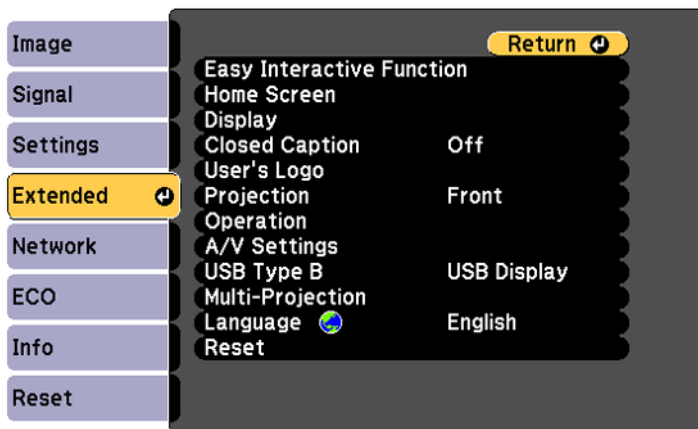 Image
Signal
Settings
Extended
Network
ECO
Info
Reset
Return
Easy Interactive Function
Home Screen
Display
Closed Caption Off
User's Logo
Projection Front
Operation
A/V Settings
USB Type B USB Display
Multi-Projection
Language English
Reset